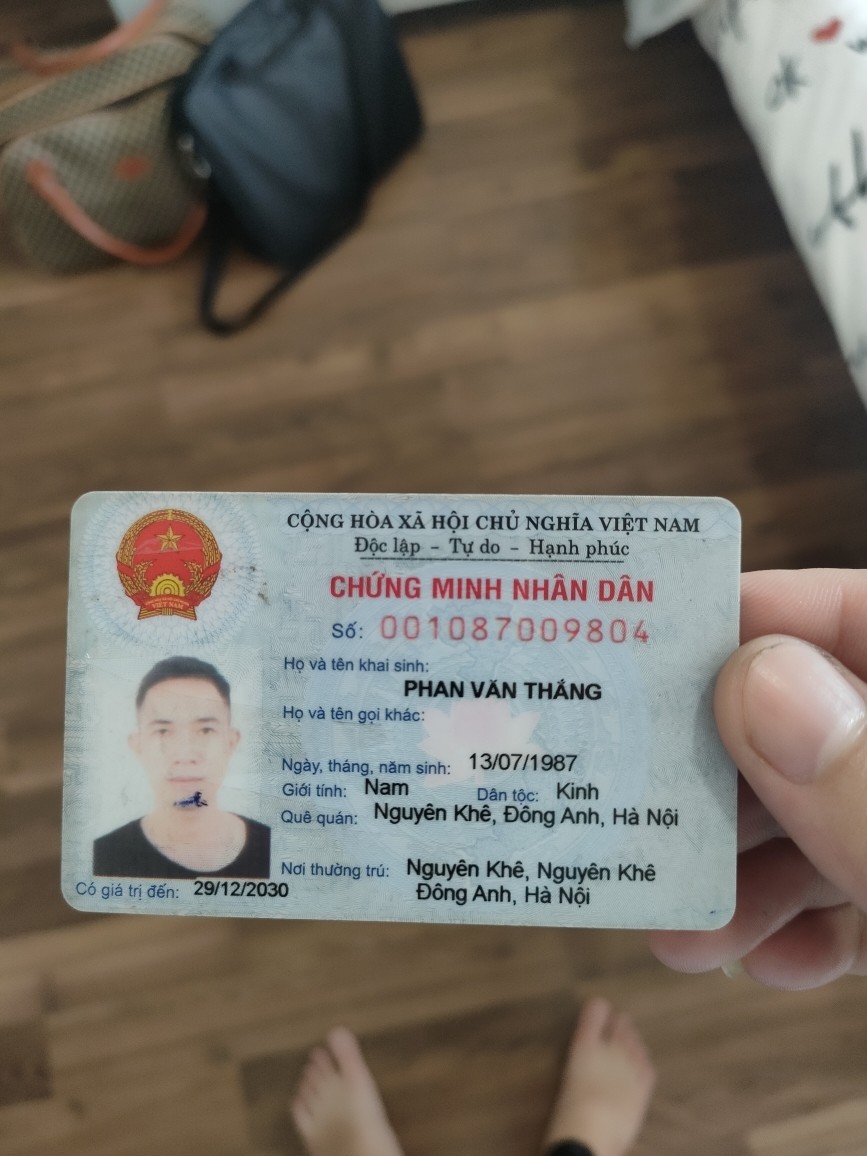 CỘNG HÒA XÃ HỘI CHỦ NGHĨA VIỆT NAM
Độc lập - Tự do - Hạnh phúc
CHỨNG MINH NHÂN DÂN
Số: 001087009804
Họ và tên khai sinh:
PHAN VĂN THẮNG
Họ và tên gọi khác:
Ngày, tháng, năm sinh: 13/07/1987
Giới tính: Nam Dân tộc: Kinh
Quê quán: Nguyên Khê, Đông Anh, Hà Nội
Nơi thường trú: Nguyên Khê, Nguyên Khê
Đông Anh, Hà Nội
Có giá trị đến: 29/12/2030
VIỆT NAM
OK